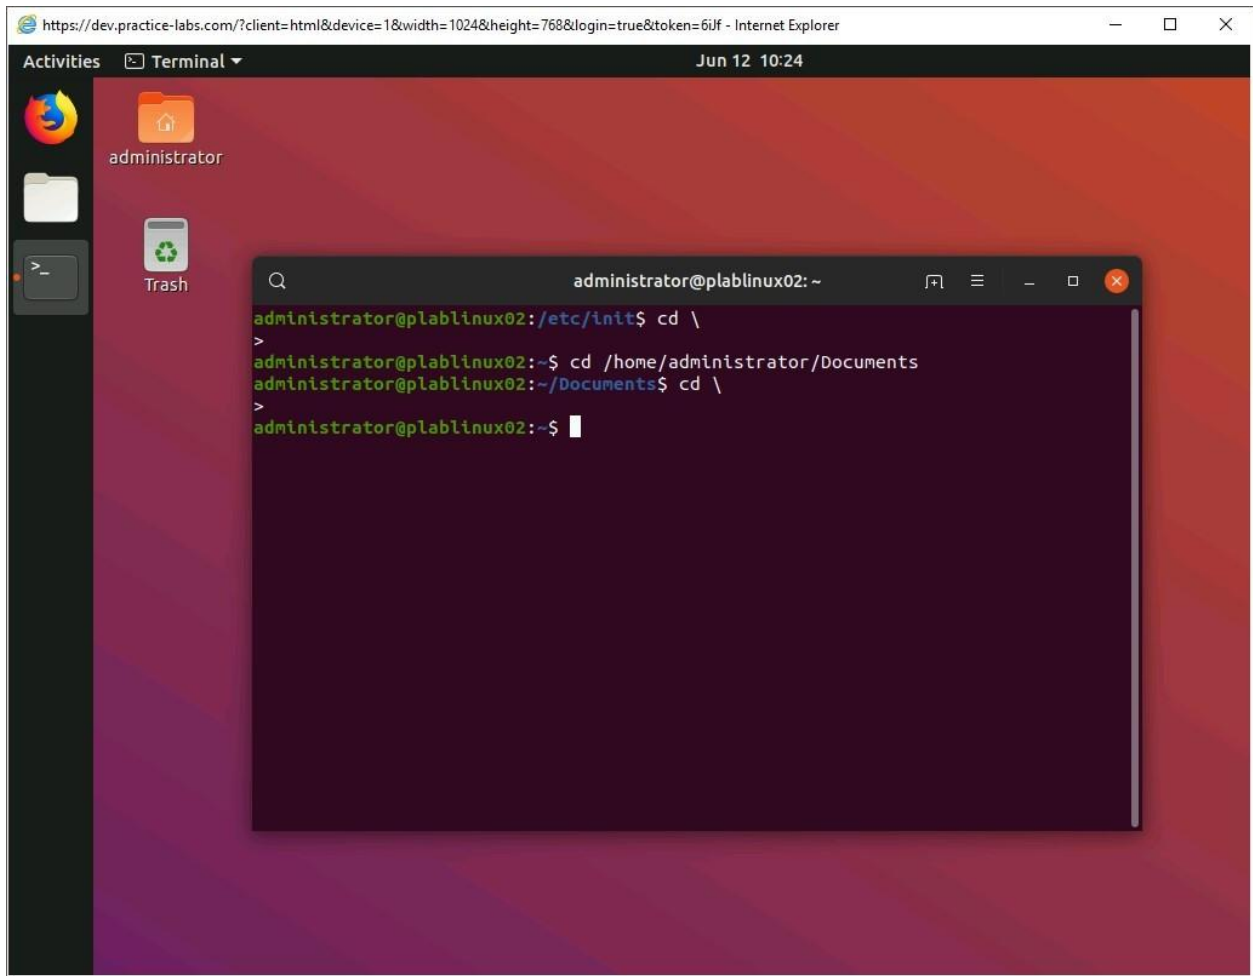 https://dev.practice-labs.com/?client=html&device=1&width=1024&height=768&login=true&token=6iJf - Internet Explorer
Activities Terminal Jun 12 10:24
administrator
Trash
administrator@plablinux02: ~
administrator@plablinux02:/etc/init$ cd \
>
administrator@plablinux02:~$ cd /home/administrator/Documents
administrator@plablinux02:~/Documents$ cd \
>
administrator@plablinux02:~$